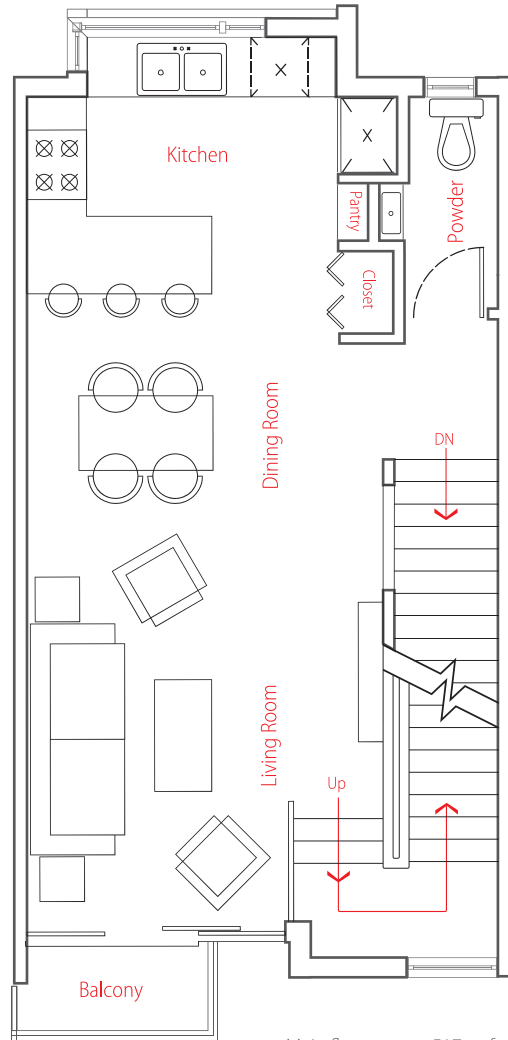 Kitchen
Powder
Pantry
Closet
Dining Room
DN
Living Room
Up
Balcony